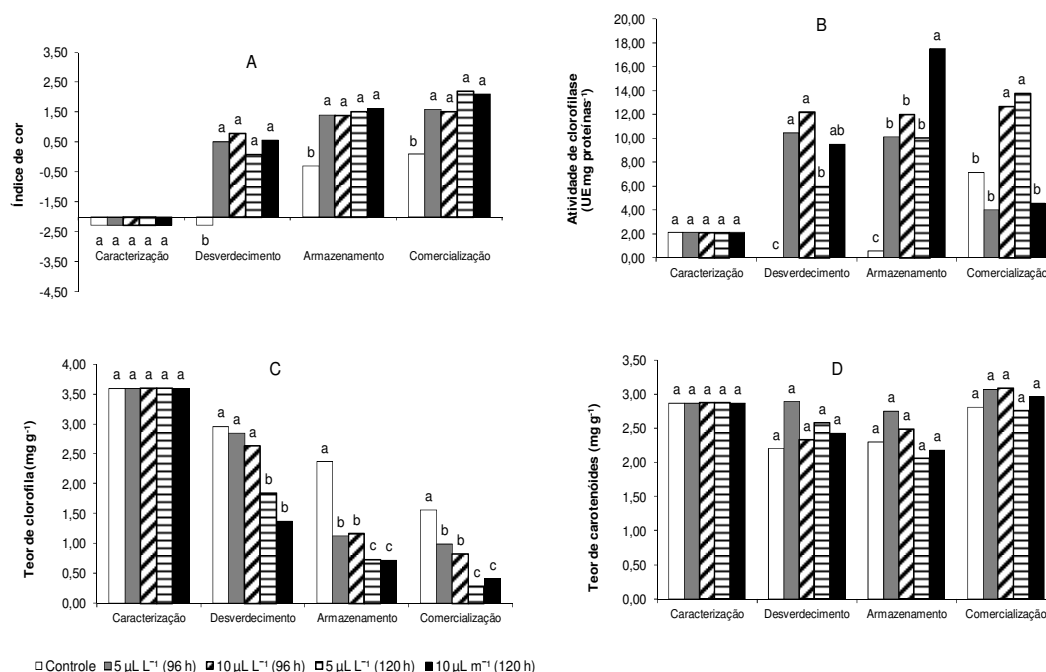 A
3,50
2,50
1,50
0,50
-0,50
-1,50
-2,50
-3,50
-4,50
Índice de cor
a a a a a
b
a a a a
b
a a a a
b
a a a a
Caracterização Desverdecimento Armazenamento Comercialização
B
20,00
18,00
16,00
14,00
12,00
10,00
8,00
6,00
4,00
2,00
0,00
Atividade de clorofilase
(UE mg proteínas⁻¹)
a a a a a
c a a b ab
c b b b a
b b a a b
Caracterização Desverdecimento Armazenamento Comercialização
C
4,00
3,50
3,00
2,50
2,00
1,50
1,00
0,50
0,00
Teor de clorofila (mg g⁻¹)
a a a a a
a a a b b
a b b c c
a b b c c
Caracterização Desverdecimento Armazenamento Comercialização
D
3,50
3,00
2,50
2,00
1,50
1,00
0,50
0,00
Teor de carotenóides (mg g⁻¹)
a a a a a
a a a a a
a a a a a
a a a a a
Caracterização Desverdecimento Armazenamento Comercialização
Controle 5 µL L⁻¹ (96 h) 10 µL L⁻¹ (96 h) 5 µL L⁻¹ (120 h) 10 µL m⁻¹ (120 h)